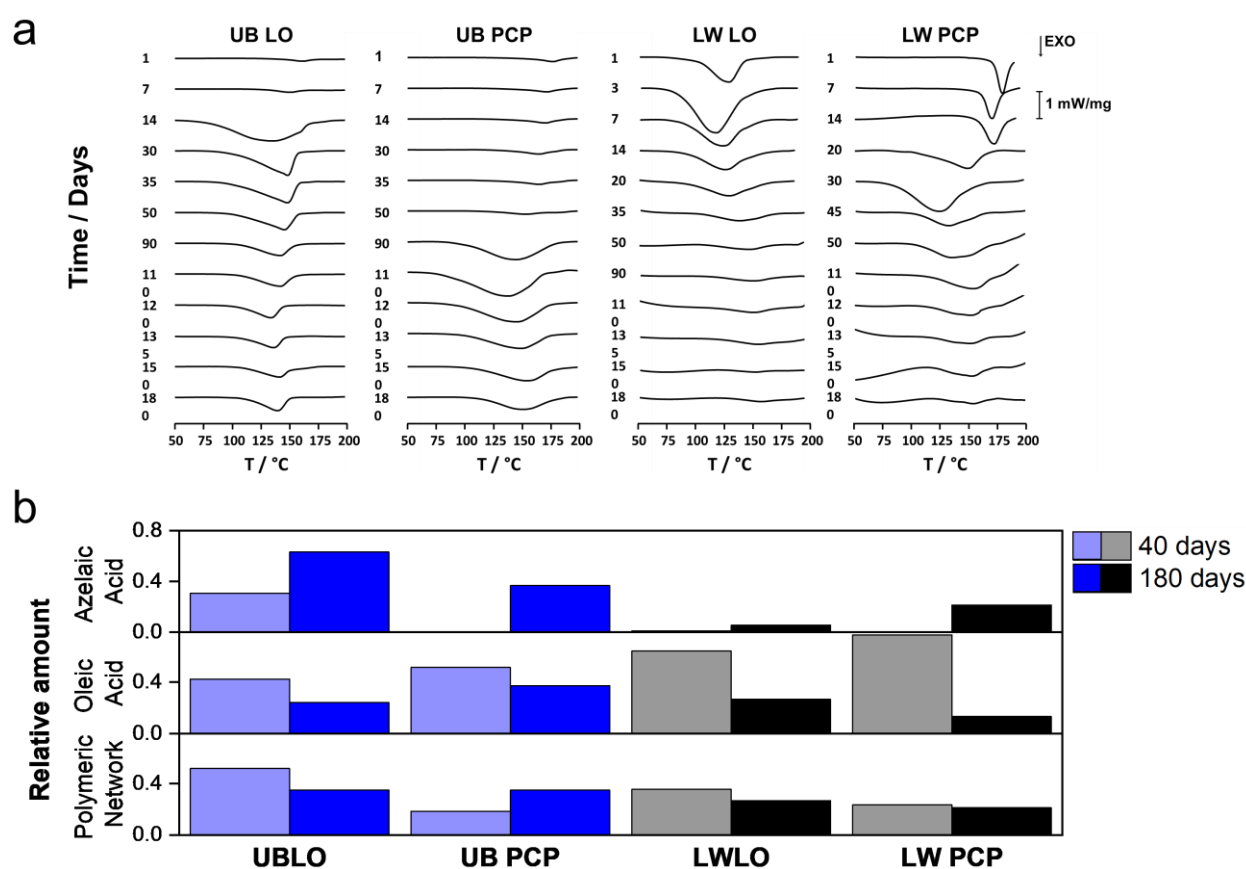 a
UB LO
UB PCP
LW LO
LW PCP
EXO
1 mW/mg
Time / Days
1
7
14
30
35
50
90
11
0
12
0
13
5
15
0
18
0
1
7
14
30
35
50
90
11
0
12
0
13
5
15
0
18
0
1
3
7
14
20
35
50
90
11
0
13
5
15
0
18
0
1
7
14
20
30
45
50
11
0
12
0
13
5
15
0
18
0
50 75 100 125 150 175 200
50 75 100 125 150 175 200
50 75 100 125 150 175 200
50 75 100 125 150 175 200
T / °C
T / °C
T / °C
T / °C
b
Relative amount
Azelaic
Acid
0.8
0.4
0.0
Oleic
Acid
0.4
0.0
Polymeric
Network
0.4
0.0
40 days
180 days
UBLO
UB PCP
LWLO
LW PCP